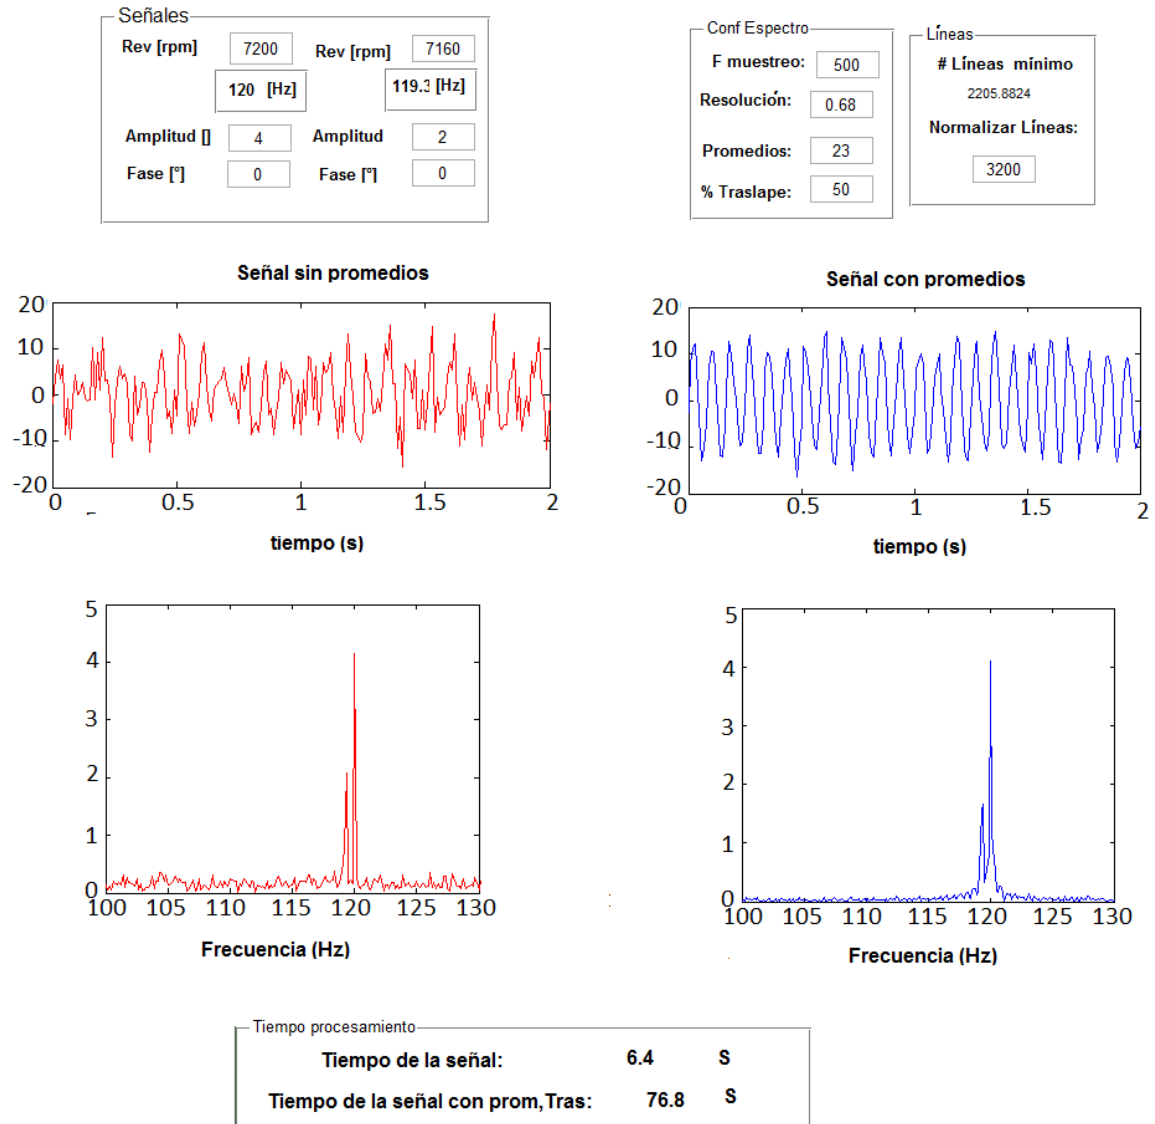 Señales
Rev [rpm] 7200 Rev [rpm] 7160
120 [Hz] 119.3 [Hz]
Amplitud [] 4 Amplitud 2
Fase [°] 0 Fase [°] 0
Conf Espectro
F muestreo: 500
Resolución: 0.68
Promedios: 23
% Traslape: 50
Líneas
# Líneas mínimo
2205.8824
Normalizar Líneas:
3200
Señal sin promedios
20
10
0
-10
-20
0 0.5 1 1.5 2
tiempo (s)
Señal con promedios
20
10
0
-10
-20
0 0.5 1 1.5 2
tiempo (s)
5
4
3
2
1
0
100 105 110 115 120 125 130
Frecuencia (Hz)
5
4
3
2
1
0
100 105 110 115 120 125 130
Frecuencia (Hz)
Tiempo procesamiento
Tiempo de la señal: 6.4 S
Tiempo de la señal con prom,Tras: 76.8 S